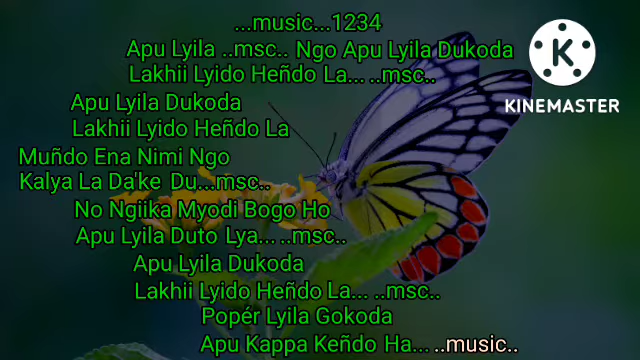 ...music...1234
Apu Lyila ..msc.. Ngo Apu Lyila Dukoda
Lakhii Lyido Heñdo La... ..msc..
Apu Lyila Dukoda
Lakhii Lyido Heñdo La
Muñdo Ena Nimi Ngo
Kalya La Da'ke Du...msc..
No Ngiika Myodi Bogo Ho
Apu Lyila Duto Lya... ..msc..
Apu Lyila Dukoda
Lakhii Lyido Heñdo La... ..msc..
Popér Lyila Gokoda
Apu Kappa Keñdo Ha... ..music..
K
KINEMASTER